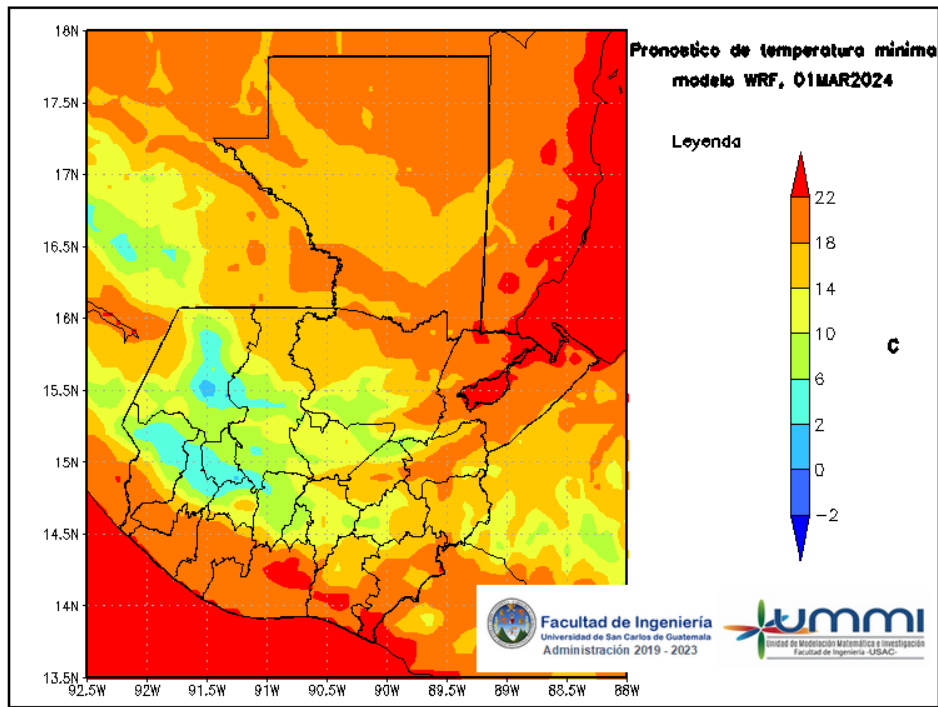 Pronostico de temperatura minima
modelo WRF, 01MAR2024
Leyenda
22
18
14
10
6
2
0
−2
C
18N
17.5N
17N
16.5N
16N
15.5N
15N
14.5N
14N
13.5N
92.5W 92W 91.5W 91W 90.5W 90W 89.5W 89W 88.5W 88W
Facultad de Ingeniería
Universidad de San Carlos de Guatemala
Administración 2019 - 2023
UMMI
Unidad de Modelación Matemática e Investigación
Facultad de Ingeniería -USAC-